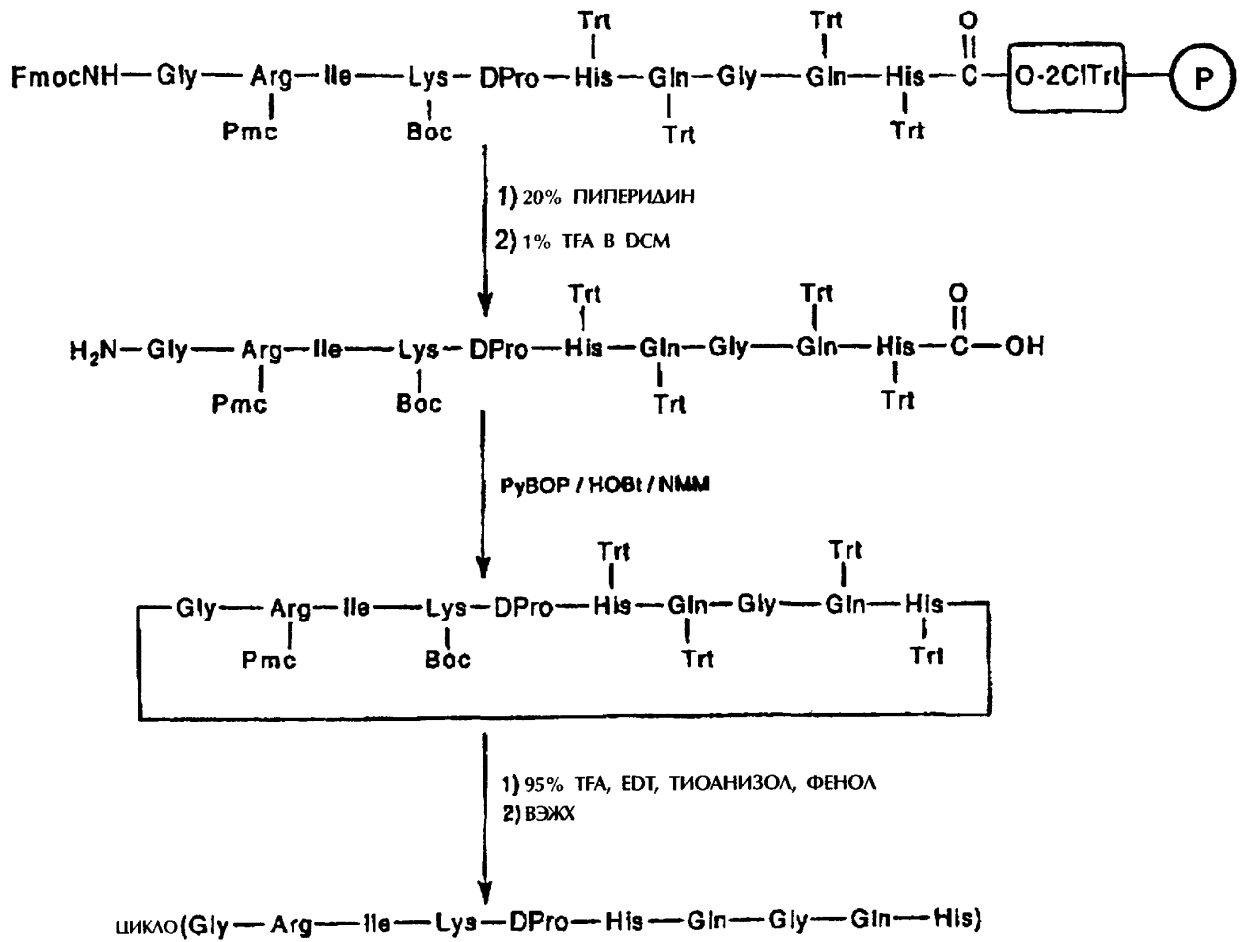 Trt Trt O
FmocNH—Gly—Arg—Ile—Lys—DPro—His—Gln—Gly—Gln—His—C—O-2ClTrt—P
Pmc Boc Trt Trt
1) 20% ПИПЕРИДИН
2) 1% TFA В DCM
Trt Trt O
H₂N—Gly—Arg—Ile—Lys—DPro—His—Gln—Gly—Gln—His—C—OH
Pmc Boc Trt Trt
PyBOP / HOBt / NMM
Trt Trt
Gly—Arg—Ile—Lys—DPro—His—Gln—Gly—Gln—His
Pmc Boc Trt Trt
1) 95% TFA, EDT, ТИОАНИЗОЛ, ФЕНОЛ
2) ВЭЖХ
ЦИКЛО(Gly—Arg—Ile—Lys—DPro—His—Gln—Gly—Gln—His)